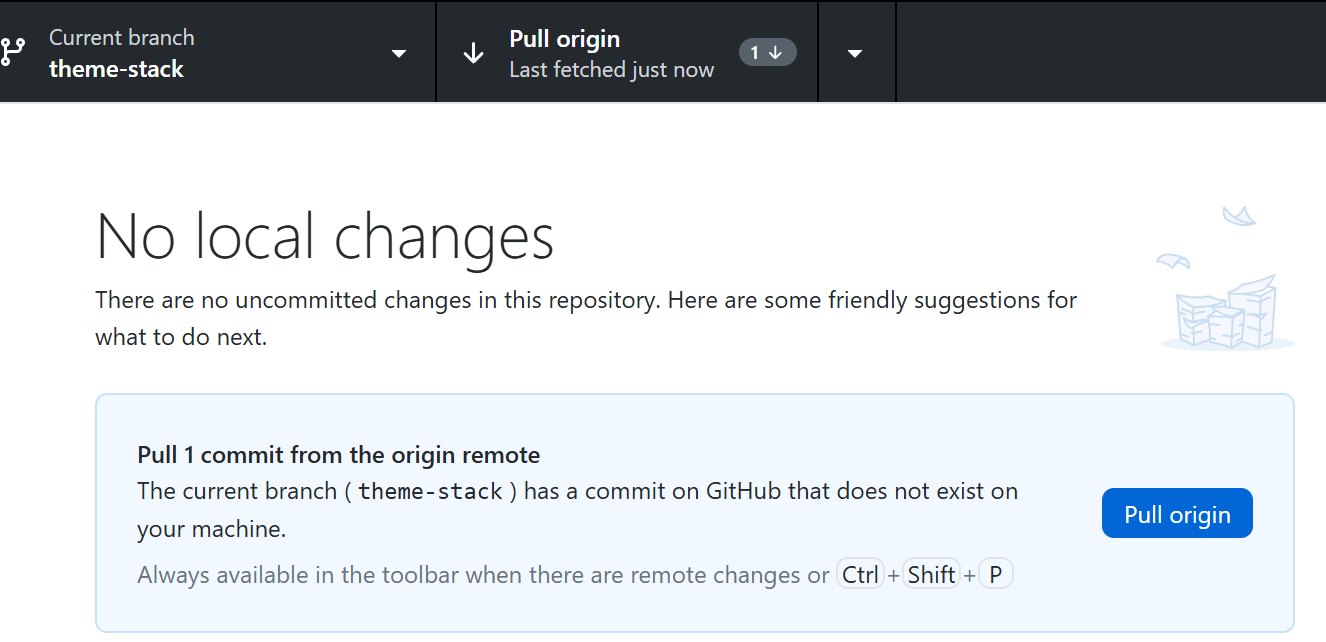 Current branch
theme-stack
Pull origin
Last fetched just now
1
No local changes
There are no uncommitted changes in this repository. Here are some friendly suggestions for
what to do next.
Pull 1 commit from the origin remote
The current branch ( theme-stack ) has a commit on GitHub that does not exist on
your machine.
Pull origin
Always available in the toolbar when there are remote changes or Ctrl + Shift + P